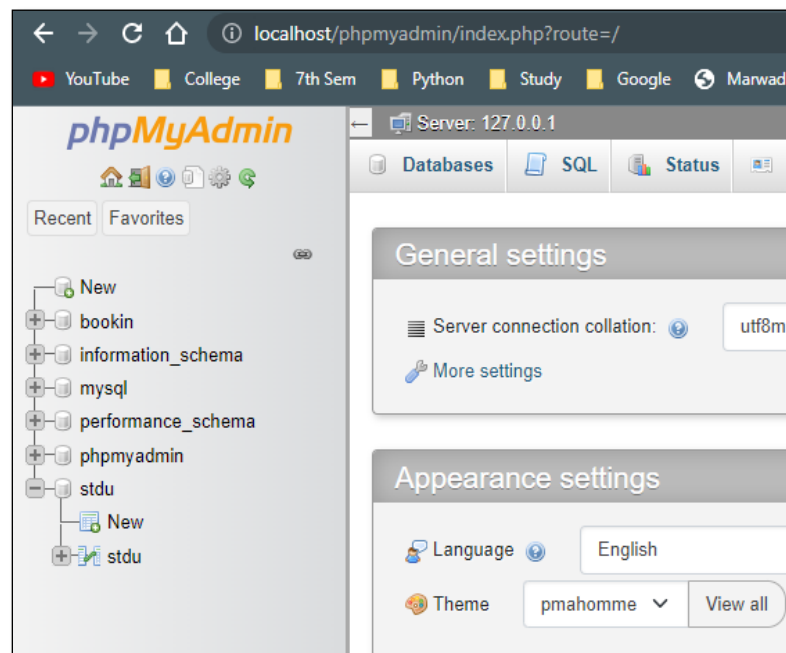 localhost/phpmyadmin/index.php?route=/
YouTube College 7th Sem Python Study Google Marwad
phpMyAdmin
Recent Favorites
New
bookin
information_schema
mysql
performance_schema
phpmyadmin
stdu
New
stdu
Server: 127.0.0.1
Databases SQL Status
General settings
Server connection collation: utf8m
More settings
Appearance settings
Language English
Theme pmahomme View all